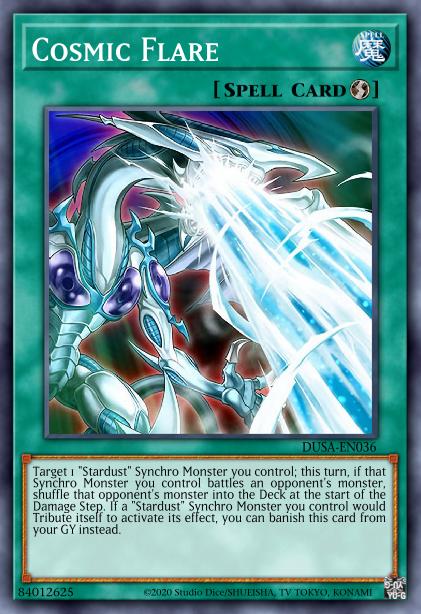 COSMIC FLARE
SPELL
魔
[SPELL CARD]
DUSA-EN036
Target 1 "Stardust" Synchro Monster you control; this turn, if that
Synchro Monster you control battles an opponent's monster,
shuffle that opponent's monster into the Deck at the start of the
Damage Step. If a "Stardust" Synchro Monster you control would
Tribute itself to activate its effect, you can banish this card from
your GY instead.
84012625
©2020 Studio Dice/SHUEISHA, TV TOKYO, KONAMI